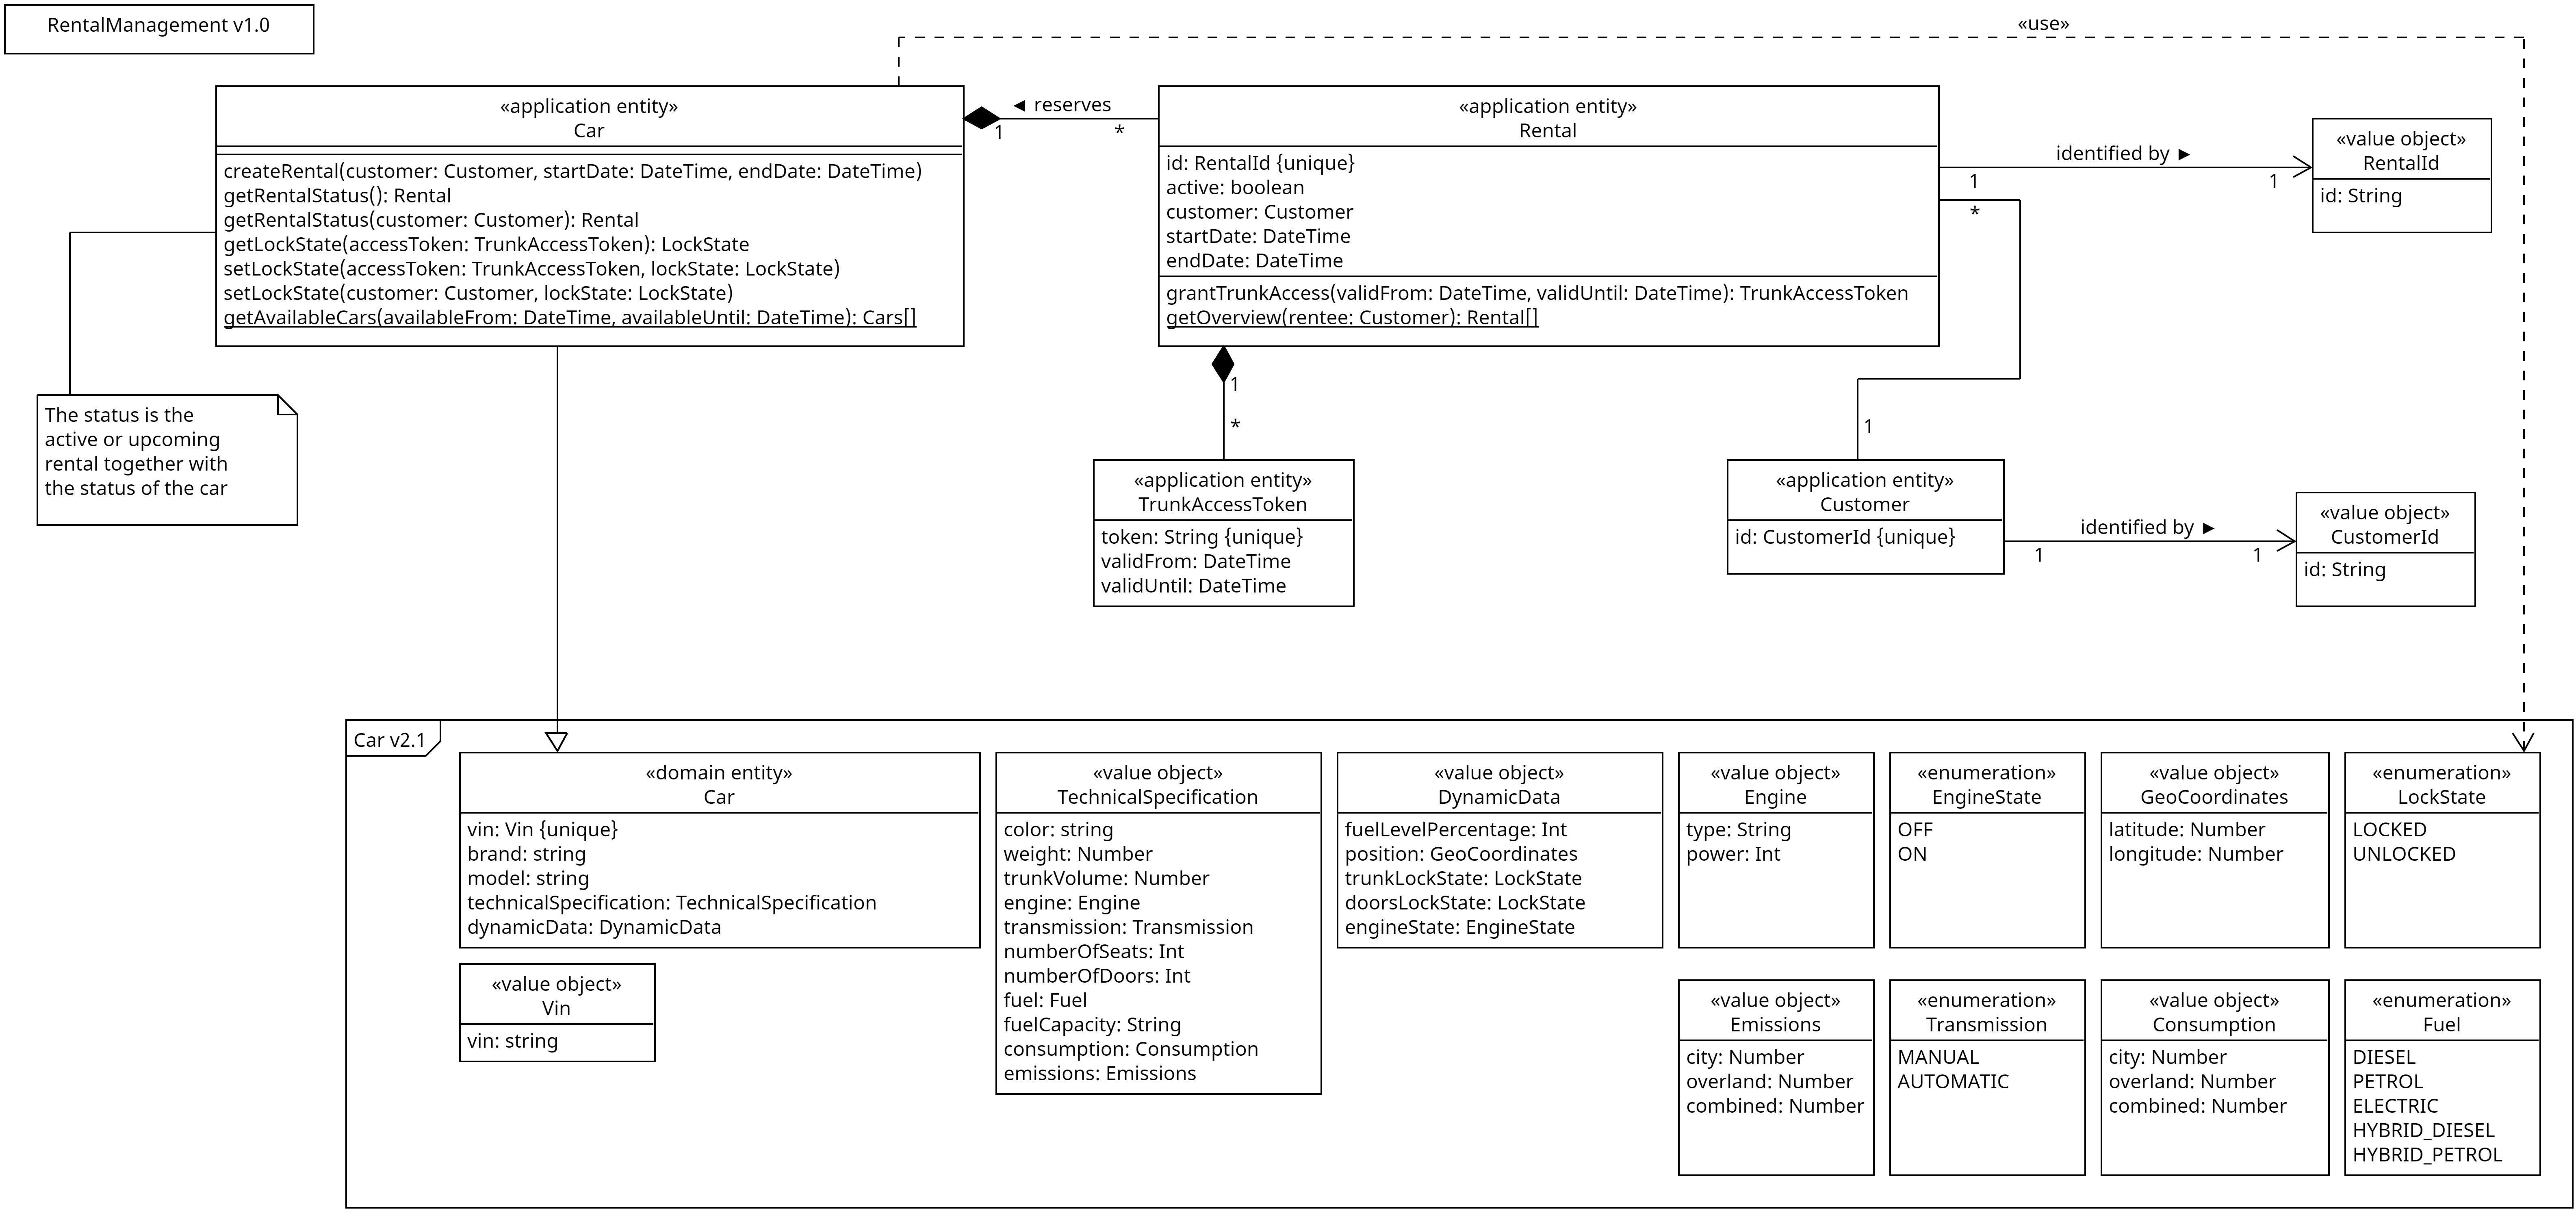 RentalManagement v1.0
«use»
«application entity»
Car
createRental(customer: Customer, startDate: DateTime, endDate: DateTime)
getRentalStatus(): Rental
getRentalStatus(customer: Customer): Rental
getLockState(accessToken: TrunkAccessToken): LockState
setLockState(accessToken: TrunkAccessToken, lockState: LockState)
setLockState(customer: Customer, lockState: LockState)
getAvailableCars(availableFrom: DateTime, availableUntil: DateTime): Cars[]
◄ reserves
1
*
«application entity»
Rental
id: RentalId {unique}
active: boolean
customer: Customer
startDate: DateTime
endDate: DateTime
grantTrunkAccess(validFrom: DateTime, validUntil: DateTime): TrunkAccessToken
getOverview(rentee: Customer): Rental[]
identified by ►
1
1
*
«value object»
RentalId
id: String
The status is the
active or upcoming
rental together with
the status of the car
1
*
«application entity»
TrunkAccessToken
token: String {unique}
validFrom: DateTime
validUntil: DateTime
1
«application entity»
Customer
id: CustomerId {unique}
identified by ►
1
1
«value object»
CustomerId
id: String
Car v2.1
«domain entity»
Car
vin: Vin {unique}
brand: string
model: string
technicalSpecification: TechnicalSpecification
dynamicData: DynamicData
«value object»
Vin
vin: string
«value object»
TechnicalSpecification
color: string
weight: Number
trunkVolume: Number
engine: Engine
transmission: Transmission
numberOfSeats: Int
numberOfDoors: Int
fuel: Fuel
fuelCapacity: String
consumption: Consumption
emissions: Emissions
«value object»
DynamicData
fuelLevelPercentage: Int
position: GeoCoordinates
trunkLockState: LockState
doorsLockState: LockState
engineState: EngineState
«value object»
Engine
type: String
power: Int
«enumeration»
EngineState
OFF
ON
«value object»
GeoCoordinates
latitude: Number
longitude: Number
«enumeration»
LockState
LOCKED
UNLOCKED
«value object»
Emissions
city: Number
overland: Number
combined: Number
«enumeration»
Transmission
MANUAL
AUTOMATIC
«value object»
Consumption
city: Number
overland: Number
combined: Number
«enumeration»
Fuel
DIESEL
PETROL
ELECTRIC
HYBRID_DIESEL
HYBRID_PETROL